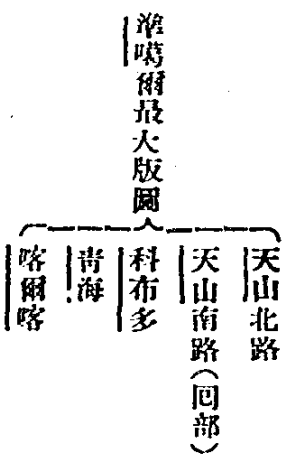 準噶爾最大版圖
天山北路
天山南路(回部)
科布多
青海
喀爾喀